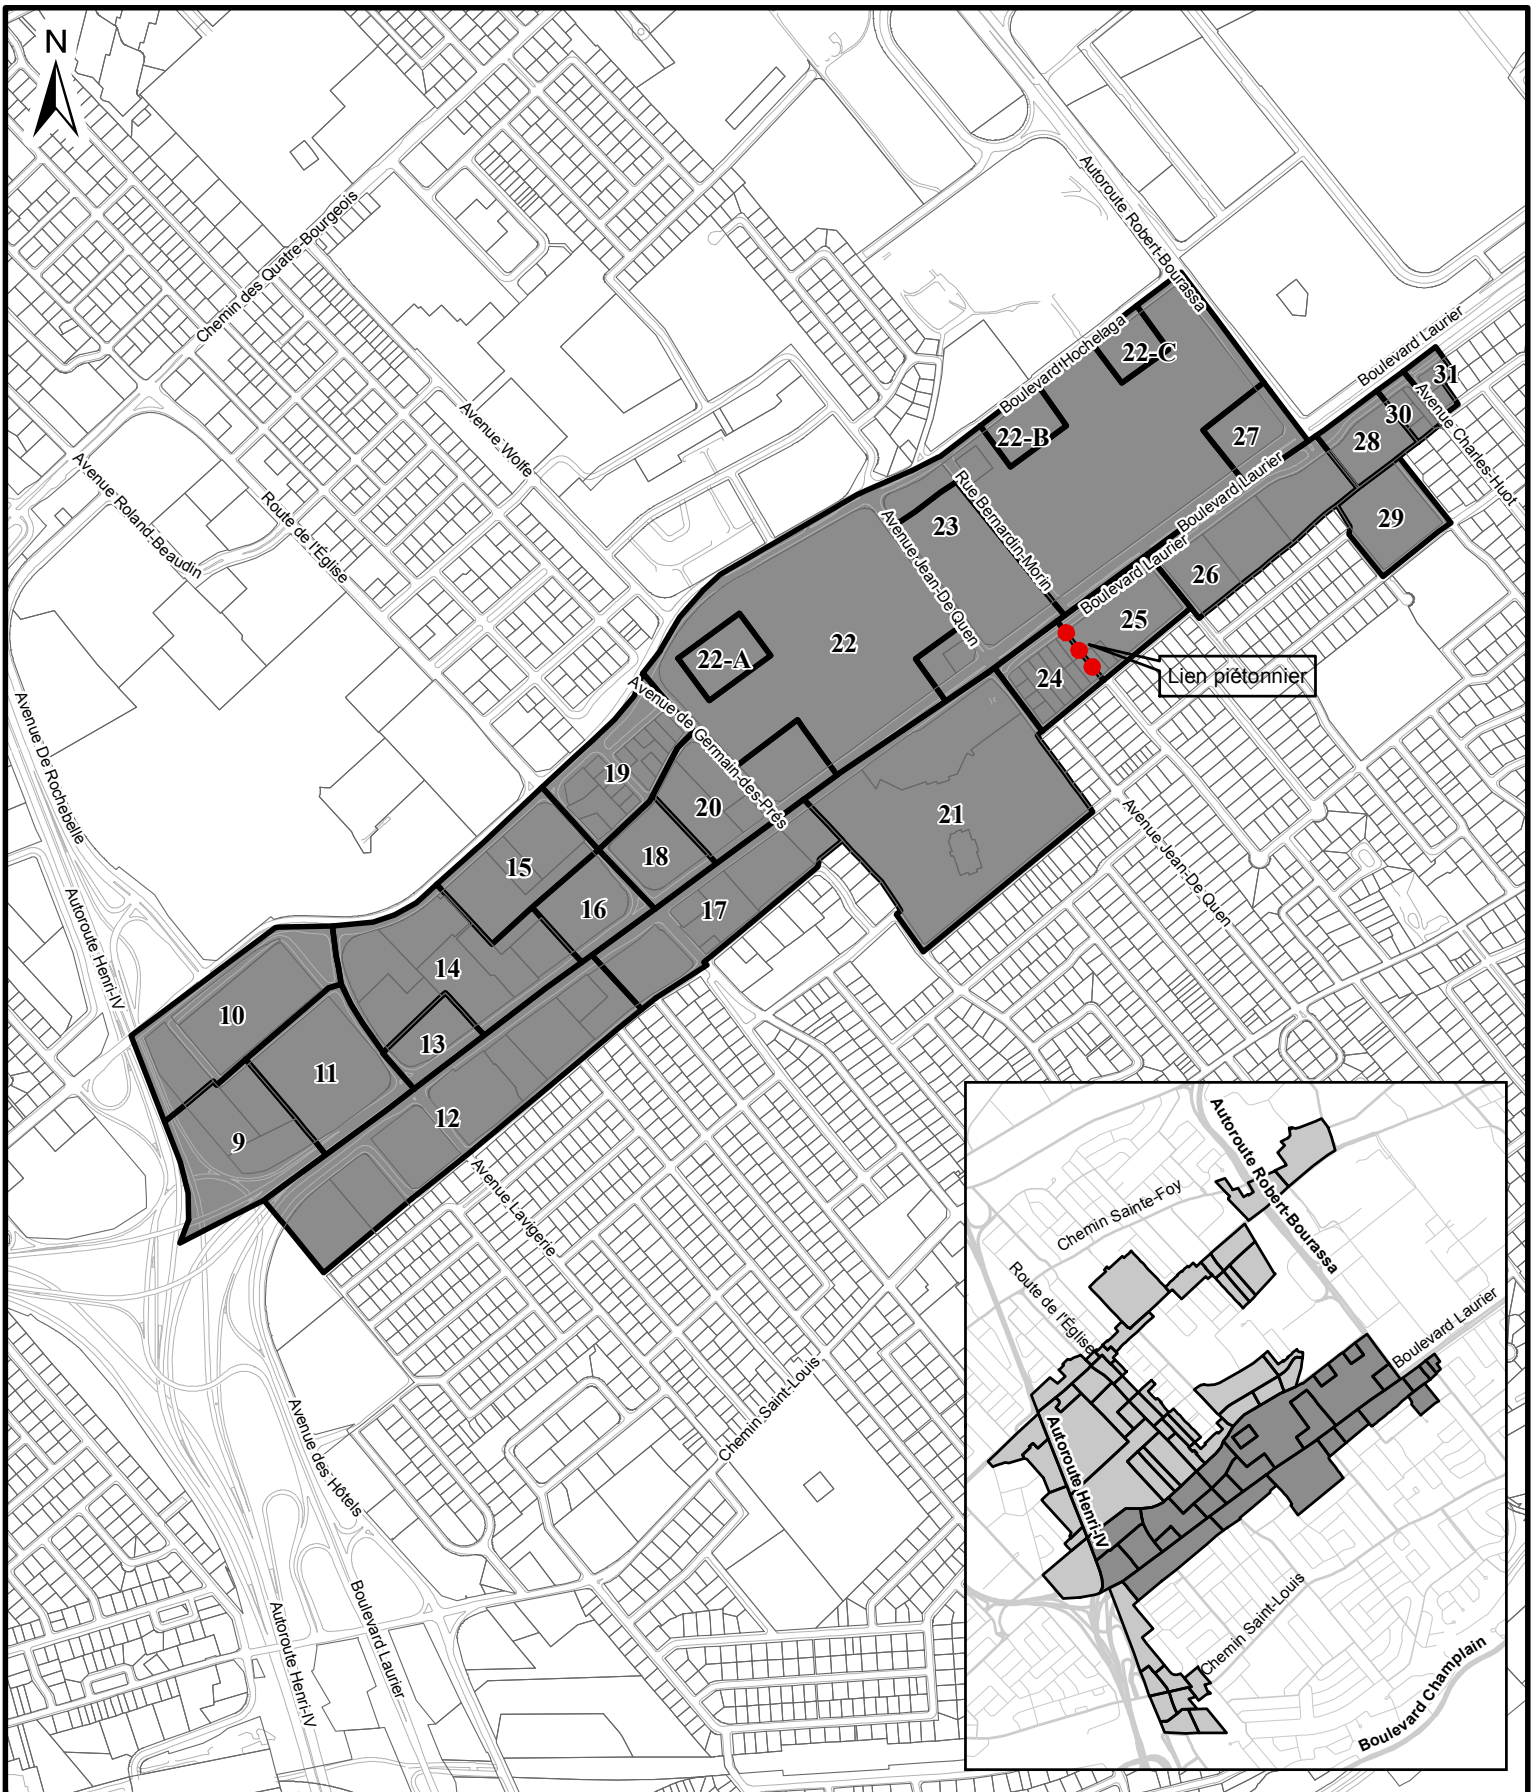 N
Autoroute Robert-Bourassa
Chemin des Quatre-Bourgeois
Boulevard Hochelaga
Boulevard Laurier
22-C
31
30
Avenue Charles-Huot
Avenue Wolfe
22-B
27
28
Avenue Roland-Beaudin
Route de l'Église
Rue Bernardin-Morin
Boulevard Laurier
23
Avenue Jean-De Quen
29
Boulevard Laurier
26
25
22
22-A
24
Lien piétonnier
Avenue De Rochebelle
Avenue de Germain-des-Prés
19
20
21
Avenue Jean-De Quen
15
18
16
17
Autoroute Henri-IV
14
10
13
11
12
9
Avenue Lavigerie
Chemin Saint-Louis
Avenue des Hôtels
Boulevard Laurier
Autoroute Henri-IV
Autoroute Robert-Bourassa
Chemin Sainte-Foy
Route de l'Église
Boulevard Laurier
Autoroute Henri-IV
Chemin Saint-Louis
Boulevard Champlain